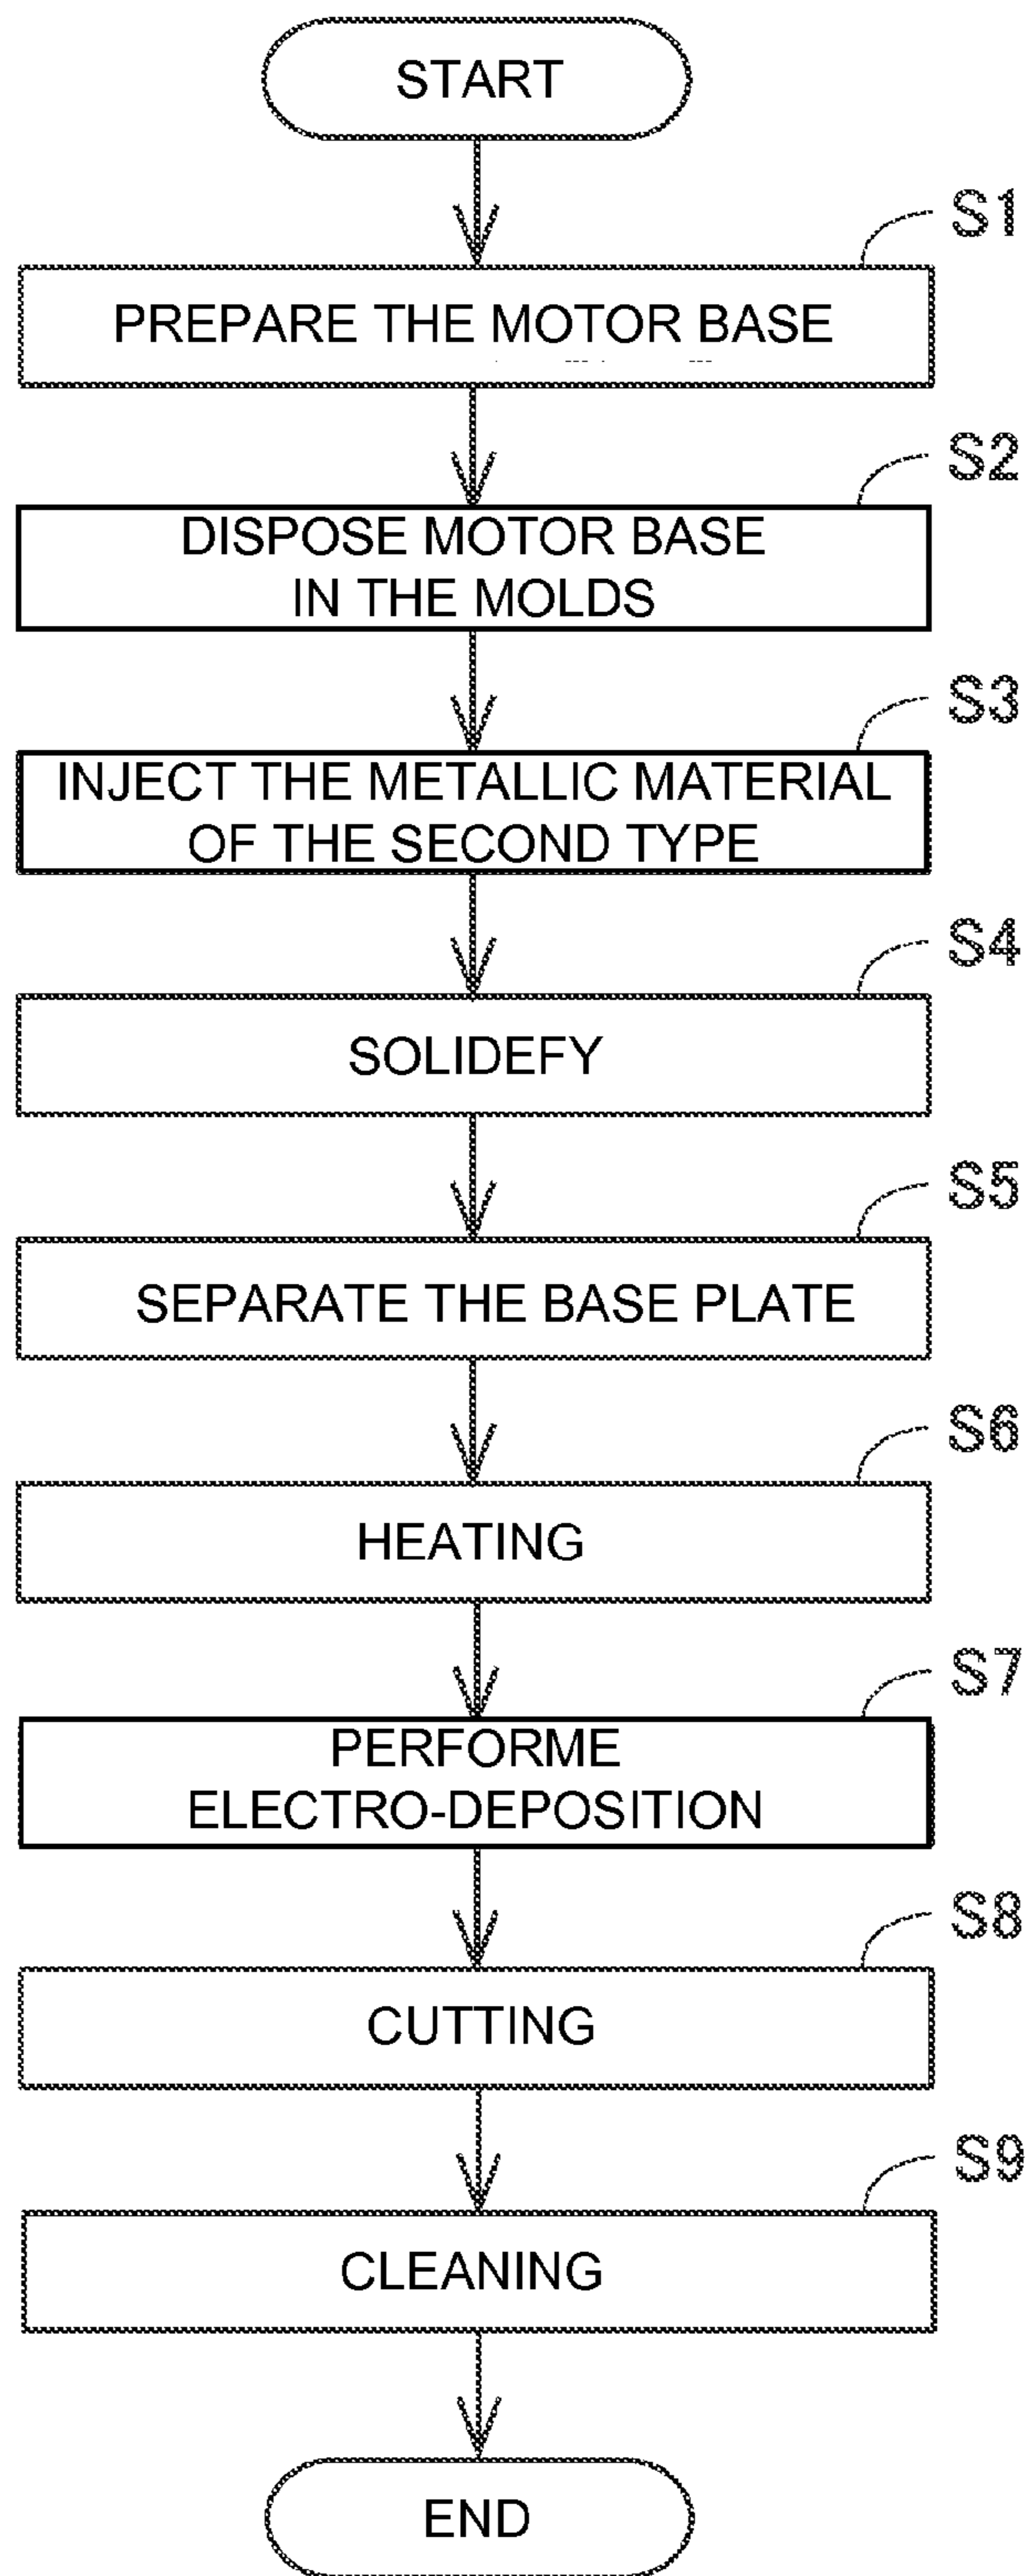 START
S1
PREPARE THE MOTOR BASE
S2
DISPOSE MOTOR BASE
IN THE MOLDS
S3
INJECT THE METALLIC MATERIAL
OF THE SECOND TYPE
S4
SOLIDEFY
S5
SEPARATE THE BASE PLATE
S6
HEATING
S7
PERFORME
ELECTRO-DEPOSITION
S8
CUTTING
S9
CLEANING
END